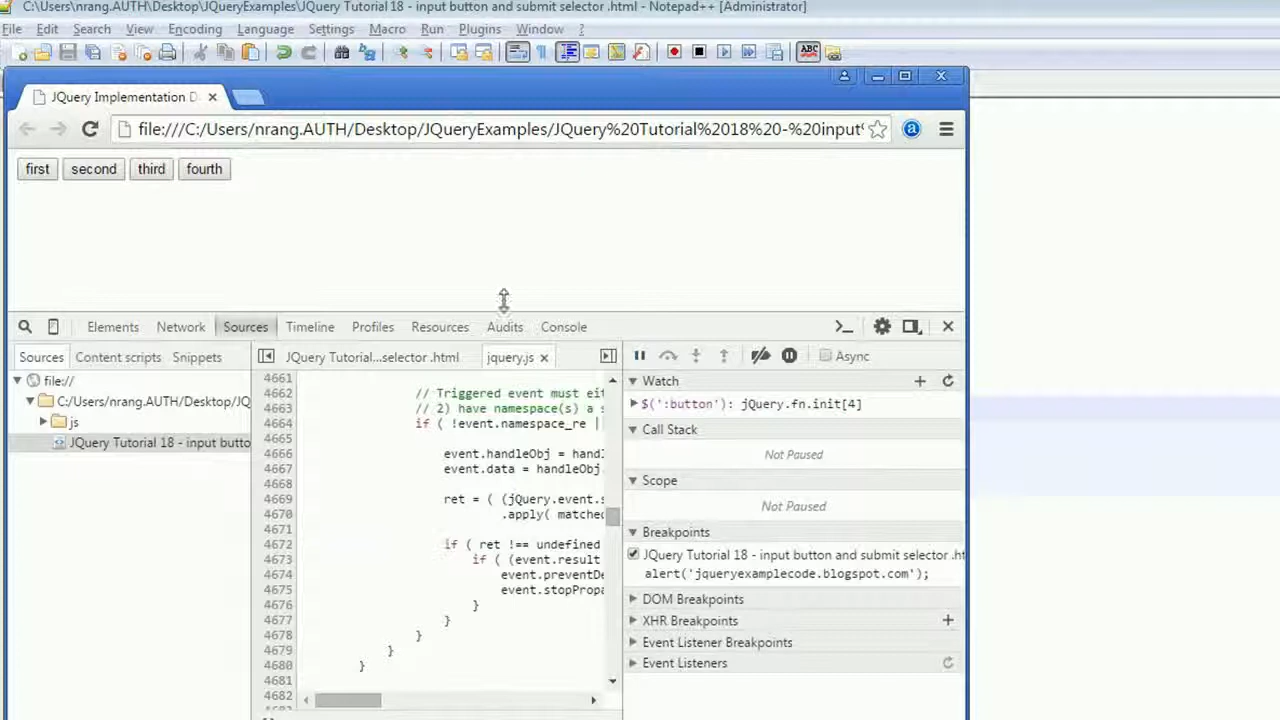 C:\Users\nrang.AUTH\Desktop\JQueryExamples\JQuery Tutorial 18 - input button and submit selector .html - Notepad++ [Administrator]
File Edit Search View Encoding Language Settings Macro Run Plugins Window ?
ABC
JQuery Implementation D
file:///C:/Users/nrang.AUTH/Desktop/JQueryExamples/JQuery%20Tutorial%2018%20-%20input%
first second third fourth
Elements Network Sources Timeline Profiles Resources Audits Console
Sources Content scripts Snippets
JQuery Tutorial...selector .html jquery.js
Async
file://
C:/Users/nrang.AUTH/Desktop/JQ
js
JQuery Tutorial 18 - input butto
4661
4662 // Triggered event must eit
4663 // 2) have namespace(s) a s
4664 if ( !event.namespace_re |
4665
4666 event.handleObj = handl
4667 event.data = handleObj.
4668
4669 ret = ( (jQuery.event.s
4670 .apply( matched
4671
4672 if ( ret !== undefined
4673 if ( (event.result
4674 event.preventDe
4675 event.stopPropa
4676 }
4677 }
4678 }
4679 }
4680 }
4681
4682
Watch
$(':button'): jQuery.fn.init[4]
Call Stack
Not Paused
Scope
Not Paused
Breakpoints
JQuery Tutorial 18 - input button and submit selector .ht
alert('jqueryexamplecode.blogspot.com');
DOM Breakpoints
XHR Breakpoints
Event Listener Breakpoints
Event Listeners